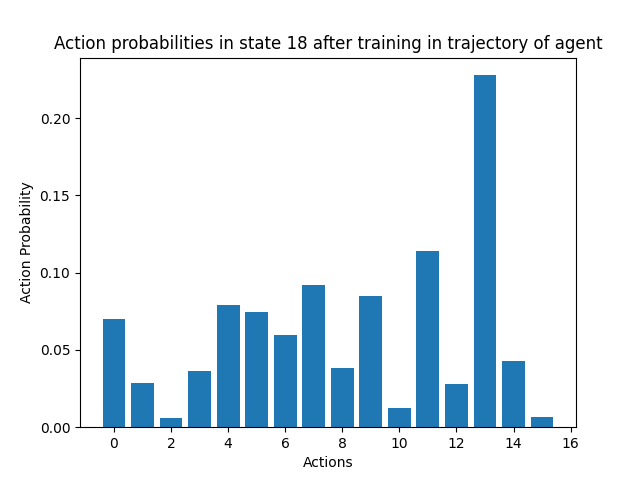 Action probabilities in state 18 after training in trajectory of agent
0.20
0.15
0.10
0.05
0.00
Action Probability
0 2 4 6 8 10 12 14 16
Actions